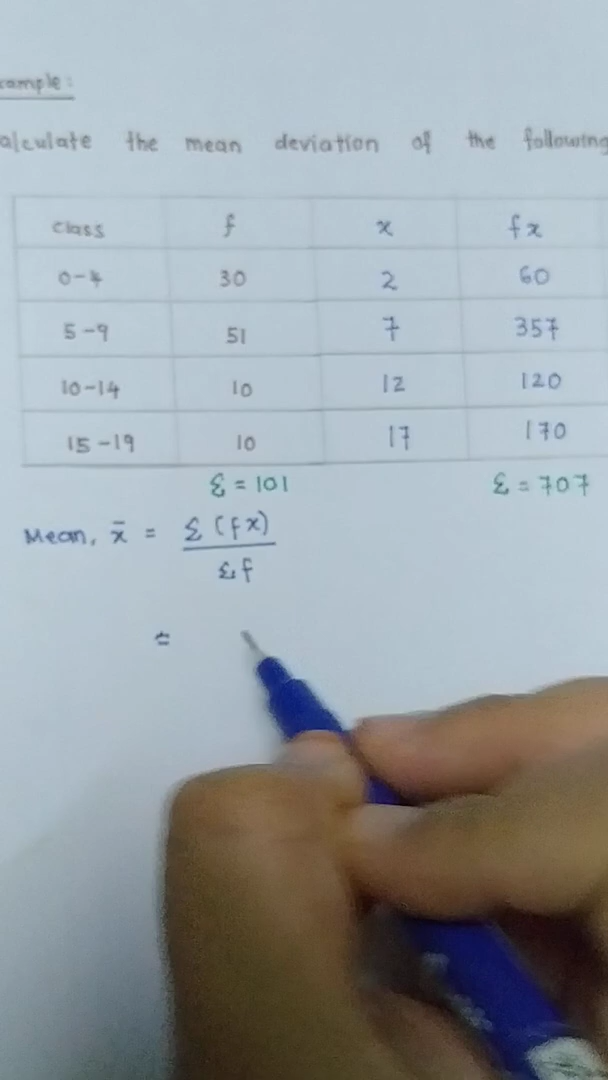 xample:
alculate the mean deviation of the following
class f x fx
0-4 30 2 60
5-9 51 7 357
10-14 10 12 120
15-19 10 17 170
Σ = 101 Σ = 707
Mean, x̄ = Σ(fx)
Σf
=